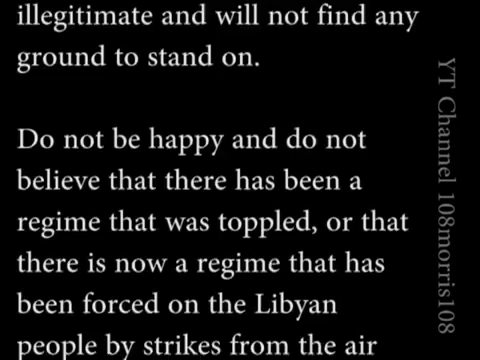 illegitimate and will not find any
ground to stand on.
Do not be happy and do not
believe that there has been a
regime that was toppled, or that
there is now a regime that has
been forced on the Libyan
people by strikes from the air
YT Channel 108morris108